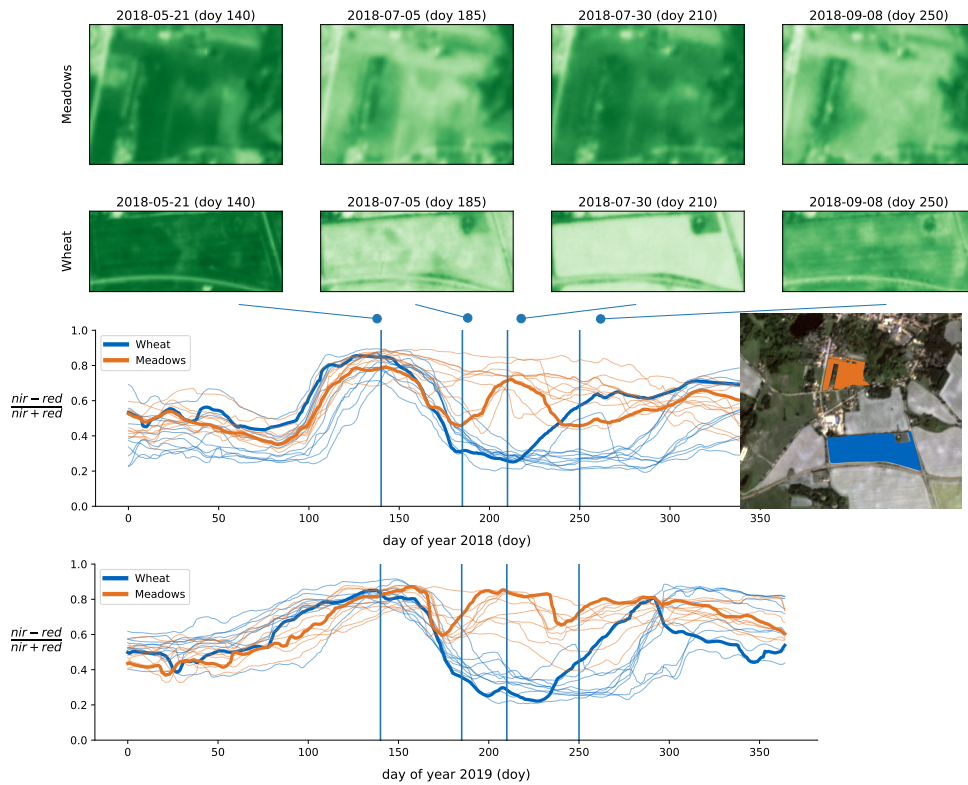 2018-05-21 (doy 140) 2018-07-05 (doy 185) 2018-07-30 (doy 210) 2018-09-08 (doy 250)
Meadows
2018-05-21 (doy 140) 2018-07-05 (doy 185) 2018-07-30 (doy 210) 2018-09-08 (doy 250)
Wheat
1.0
Wheat
Meadows
0.8
0.6
nir − red
nir + red
0.4
0.2
0.0
0 50 100 150 200 250 300 350
day of year 2018 (doy)
1.0
Wheat
Meadows
0.8
0.6
nir − red
nir + red
0.4
0.2
0.0
0 50 100 150 200 250 300 350
day of year 2019 (doy)